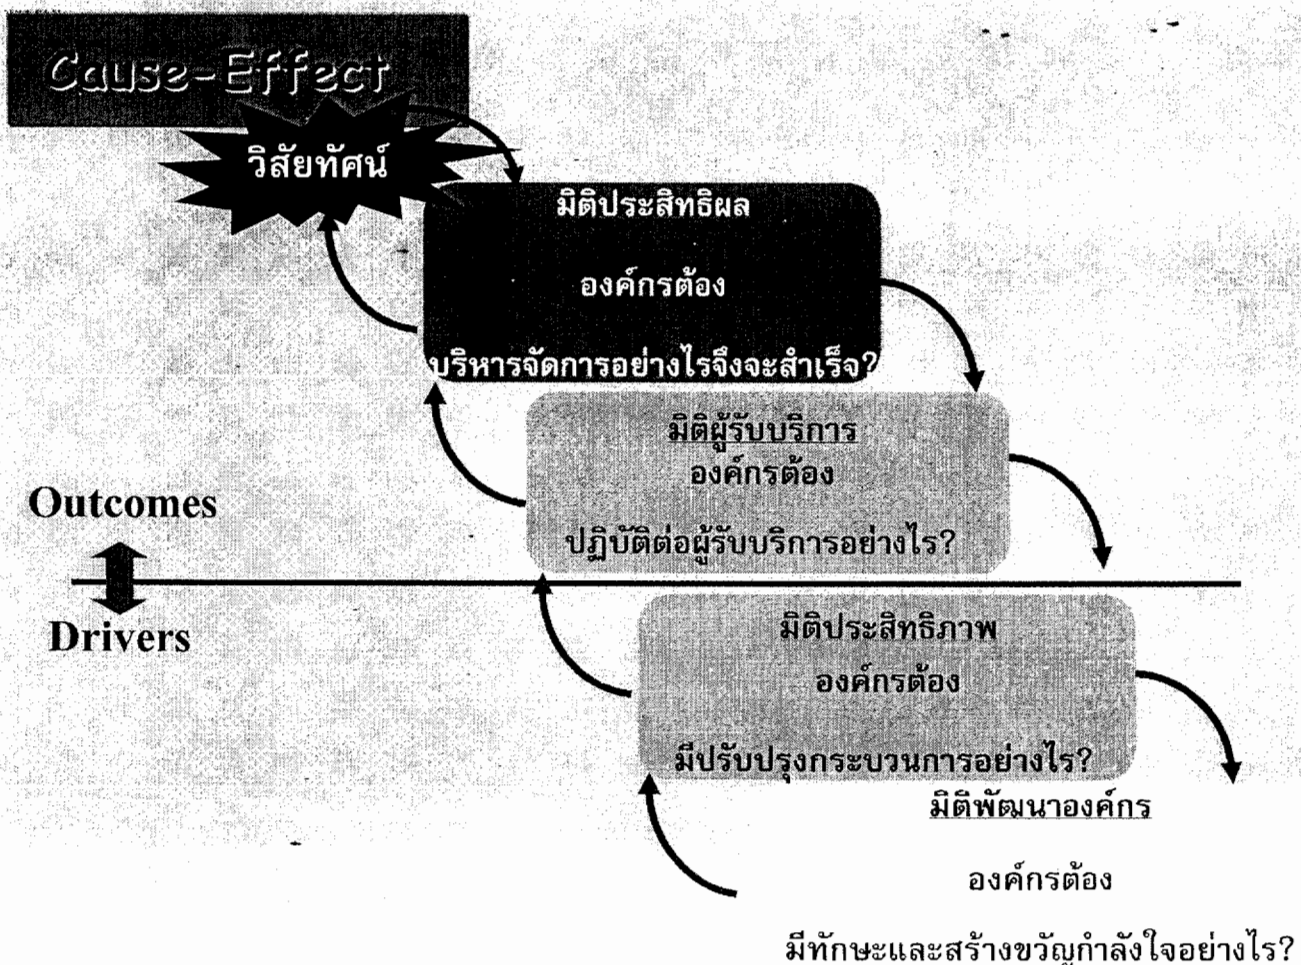 Cause-Effect
วิสัยทัศน์
มิติประสิทธิผล
องค์กรต้อง
บริหารจัดการอย่างไรจึงจะสำเร็จ?
มิติผู้รับบริการ
องค์กรต้อง
ปฏิบัติต่อผู้รับบริการอย่างไร?
Outcomes
Drivers
มิติประสิทธิภาพ
องค์กรต้อง
มีปรับปรุงกระบวนการอย่างไร?
มิติพัฒนาองค์กร
องค์กรต้อง
มีทักษะและสร้างขวัญกำลังใจอย่างไร?